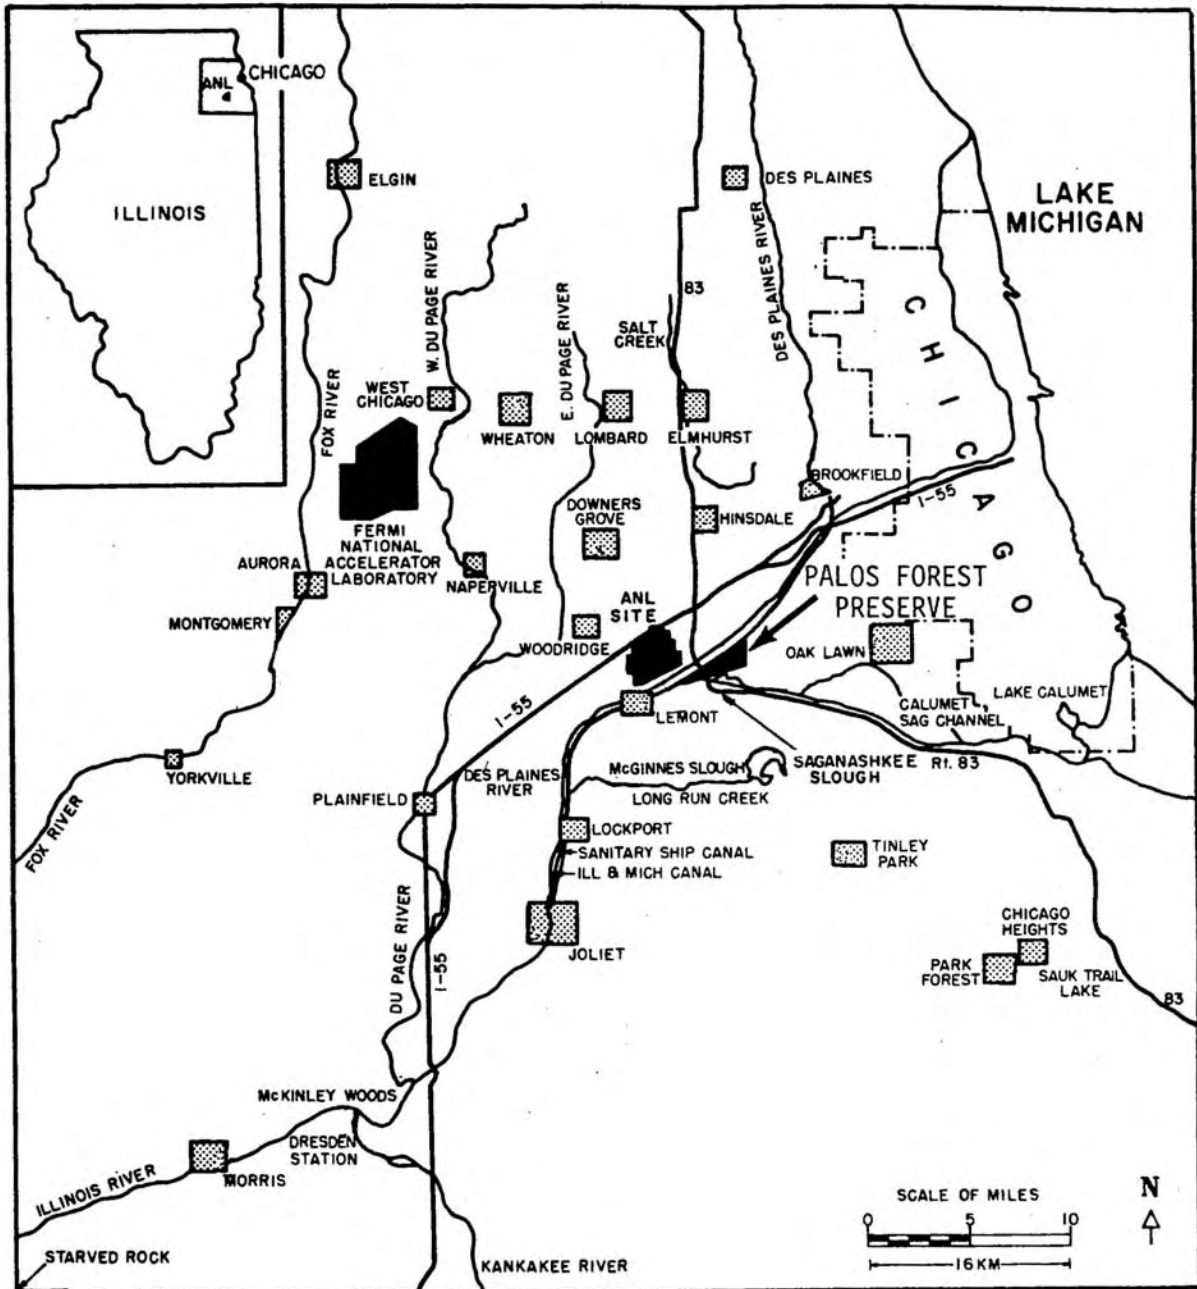 CHICAGO
ANL
ILLINOIS
ELGIN
DES PLAINES
LAKE
MICHIGAN
W. DU PAGE RIVER
E. DU PAGE RIVER
83
DES PLAINES RIVER
SALT
CREEK
CHICAGO
FOX RIVER
WEST
CHICAGO
WHEATON
LOMBARD
ELMHURST
BROOKFIELD
I-55
DOWNERS
GROVE
HINSDALE
FERMI
NATIONAL
ACCELERATOR
LABORATORY
AURORA
NAPERVILLE
PALOS FOREST
PRESERVE
ANL
SITE
MONTGOMERY
WOODRIDGE
OAK LAWN
I-55
LEMONT
CALUMET
SAG CHANNEL
LAKE CALUMET
YORKVILLE
DES PLAINES
RIVER
McGINNES SLOUGH
SAGANASHKEE
SLOUGH
Rt. 83
PLAINFIELD
LONG RUN CREEK
FOX RIVER
LOCKPORT
SANITARY SHIP CANAL
ILL & MICH CANAL
TINLEY
PARK
DU PAGE RIVER
I-55
JOLIET
CHICAGO
HEIGHTS
PARK
FOREST
SAUK TRAIL
LAKE
83
McKINLEY WOODS
DRESDEN
STATION
ILLINOIS RIVER
MORRIS
SCALE OF MILES
0 5 10
16 KM
N
STARVED ROCK
KANKAKEE RIVER